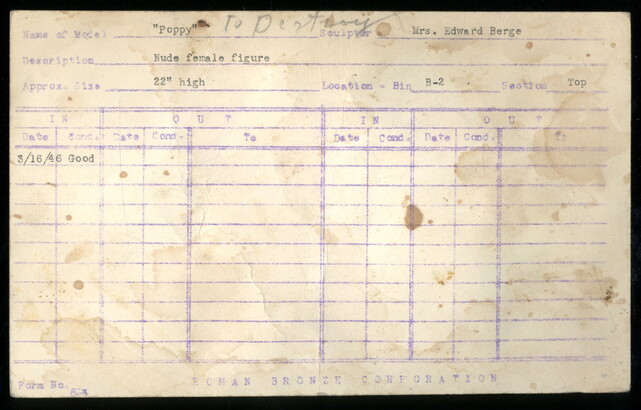 To Destroy
Name of Model "Poppy" Sculptor Mrs. Edward Berge
Description Nude female figure
Approx. Size 22" high Location - Bin B-2 Section Top
IN OUT IN OUT
Date Cond. Date Cond. To Date Cond. Date Cond. To
3/16/46 Good
Form No.
ROMAN BRONZE CORPORATION